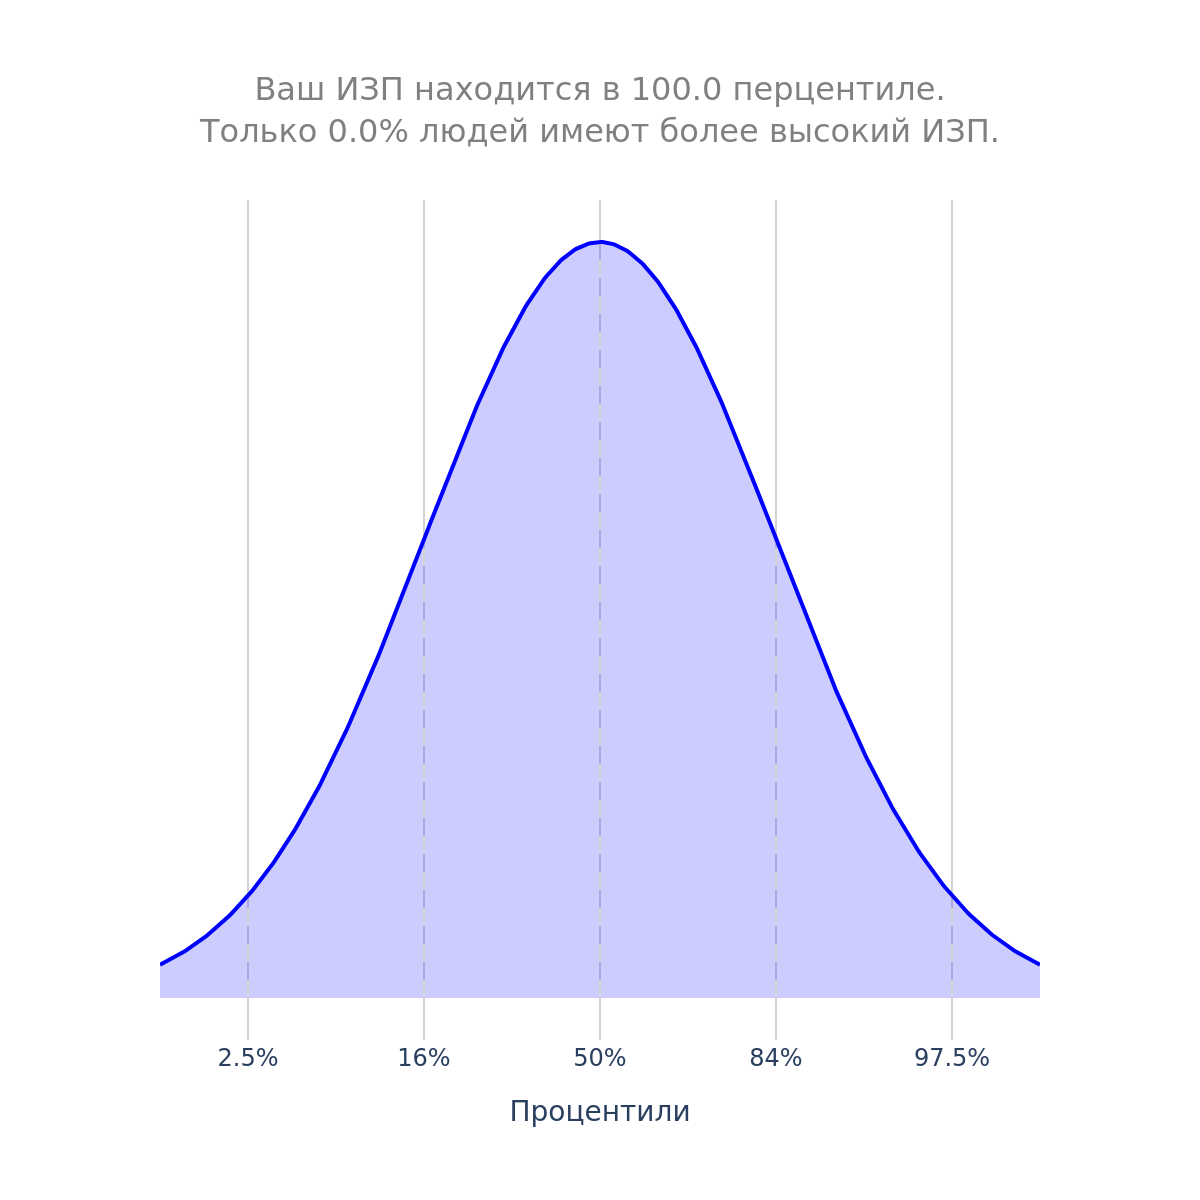 Ваш ИЗП находится в 100.0 перцентиле.
Только 0.0% людей имеют более высокий ИЗП.
2.5% 16% 50% 84% 97.5%
Процентили